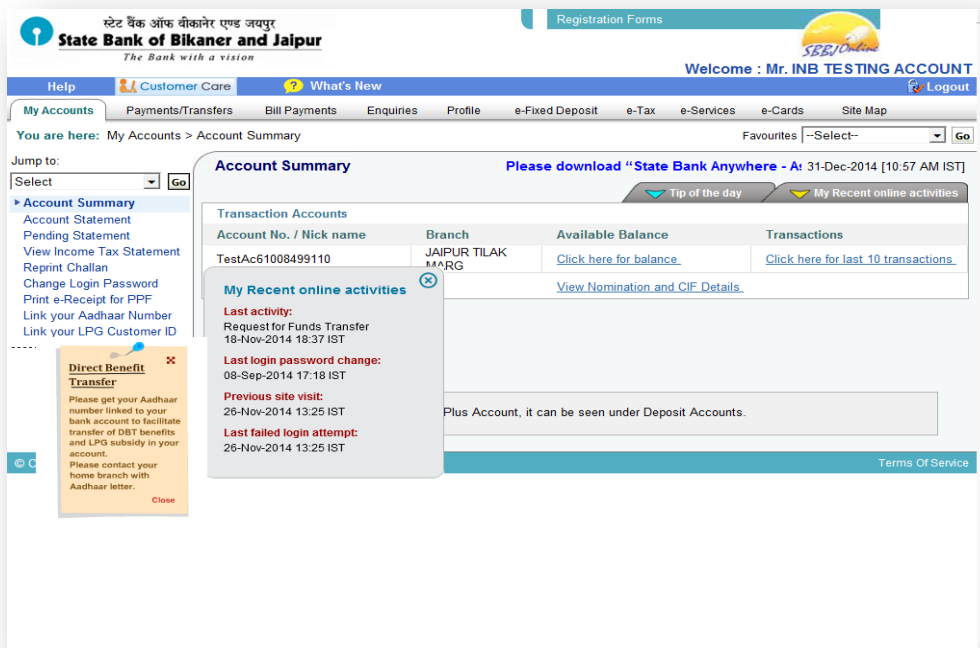 स्टेट बैंक ऑफ बीकानेर एण्ड जयपुर
State Bank of Bikaner and Jaipur
The Bank with a vision
Registration Forms
SBBJ Online
Welcome : Mr. INB TESTING ACCOUNT
Help Customer Care ? What's New Logout
My Accounts Payments/Transfers Bill Payments Enquiries Profile e-Fixed Deposit e-Tax e-Services e-Cards Site Map
You are here: My Accounts > Account Summary Favourites --Select-- Go
Jump to:
Select Go
Account Summary
Account Statement
Pending Statement
View Income Tax Statement
Reprint Challan
Change Login Password
Print e-Receipt for PPF
Link your Aadhaar Number
Link your LPG Customer ID
Account Summary Please download “State Bank Anywhere - 31-Dec-2014 [10:57 AM IST]
Tip of the day My Recent online activities
Transaction Accounts
Account No. / Nick name Branch Available Balance Transactions
TestAc61008499110 JAIPUR TILAK MARG Click here for balance Click here for last 10 transactions
View Nomination and CIF Details
My Recent online activities
Last activity:
Request for Funds Transfer
18-Nov-2014 18:37 IST
Last login password change:
08-Sep-2014 17:18 IST
Previous site visit:
26-Nov-2014 13:25 IST
Last failed login attempt:
26-Nov-2014 13:25 IST
Plus Account, it can be seen under Deposit Accounts.
Direct Benefit
Transfer
Please get your Aadhaar
number linked to your
bank account to facilitate
transfer of DBT benefits
and LPG subsidy in your
account.
Please contact your
home branch with
Aadhaar letter.
Close
© C
Terms Of Service